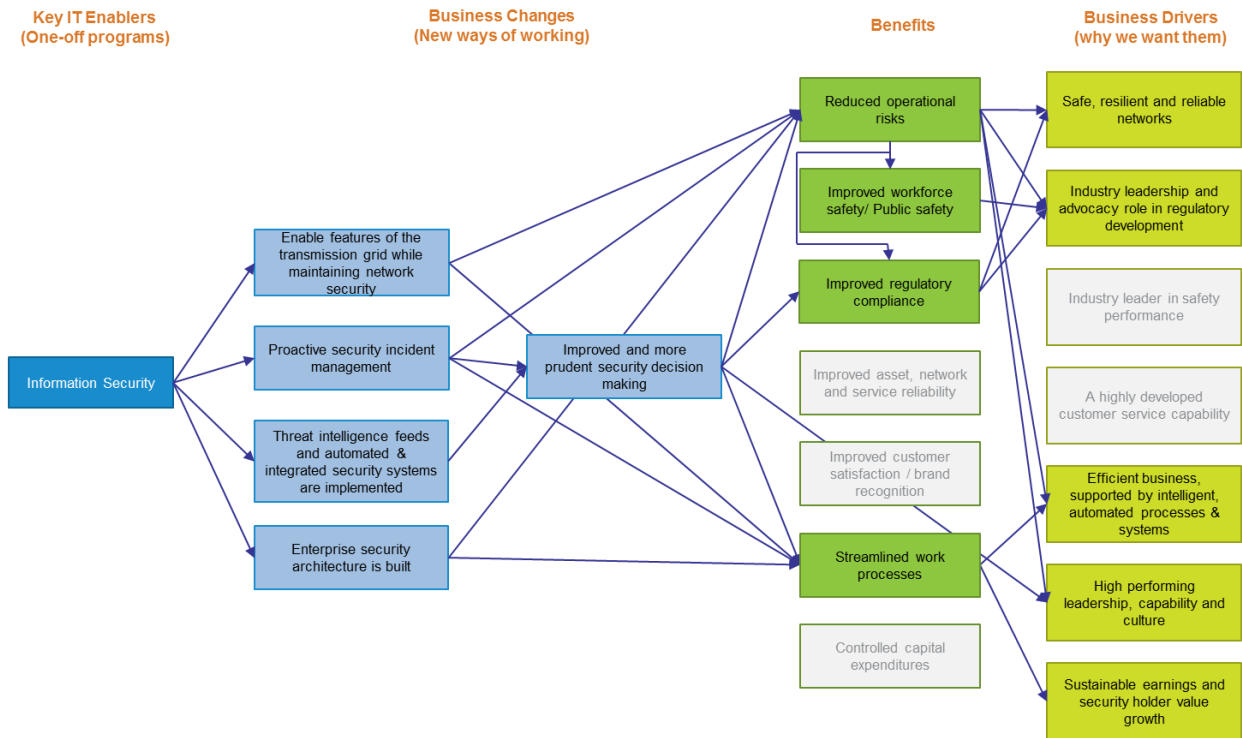 Key IT Enablers
(One-off programs)
Business Changes
(New ways of working)
Benefits
Business Drivers
(why we want them)
Information Security
Enable features of the
transmission grid while
maintaining network
security
Proactive security incident
management
Threat intelligence feeds
and automated &
integrated security systems
are implemented
Enterprise security
architecture is built
Improved and more
prudent security decision
making
Reduced operational
risks
Improved workforce
safety/ Public safety
Improved regulatory
compliance
Improved asset, network
and service reliability
Improved customer
satisfaction / brand
recognition
Streamlined work
processes
Controlled capital
expenditures
Safe, resilient and reliable
networks
Industry leadership and
advocacy role in regulatory
development
Industry leader in safety
performance
A highly developed
customer service capability
Efficient business,
supported by intelligent,
automated processes &
systems
High performing
leadership, capability and
culture
Sustainable earnings and
security holder value
growth